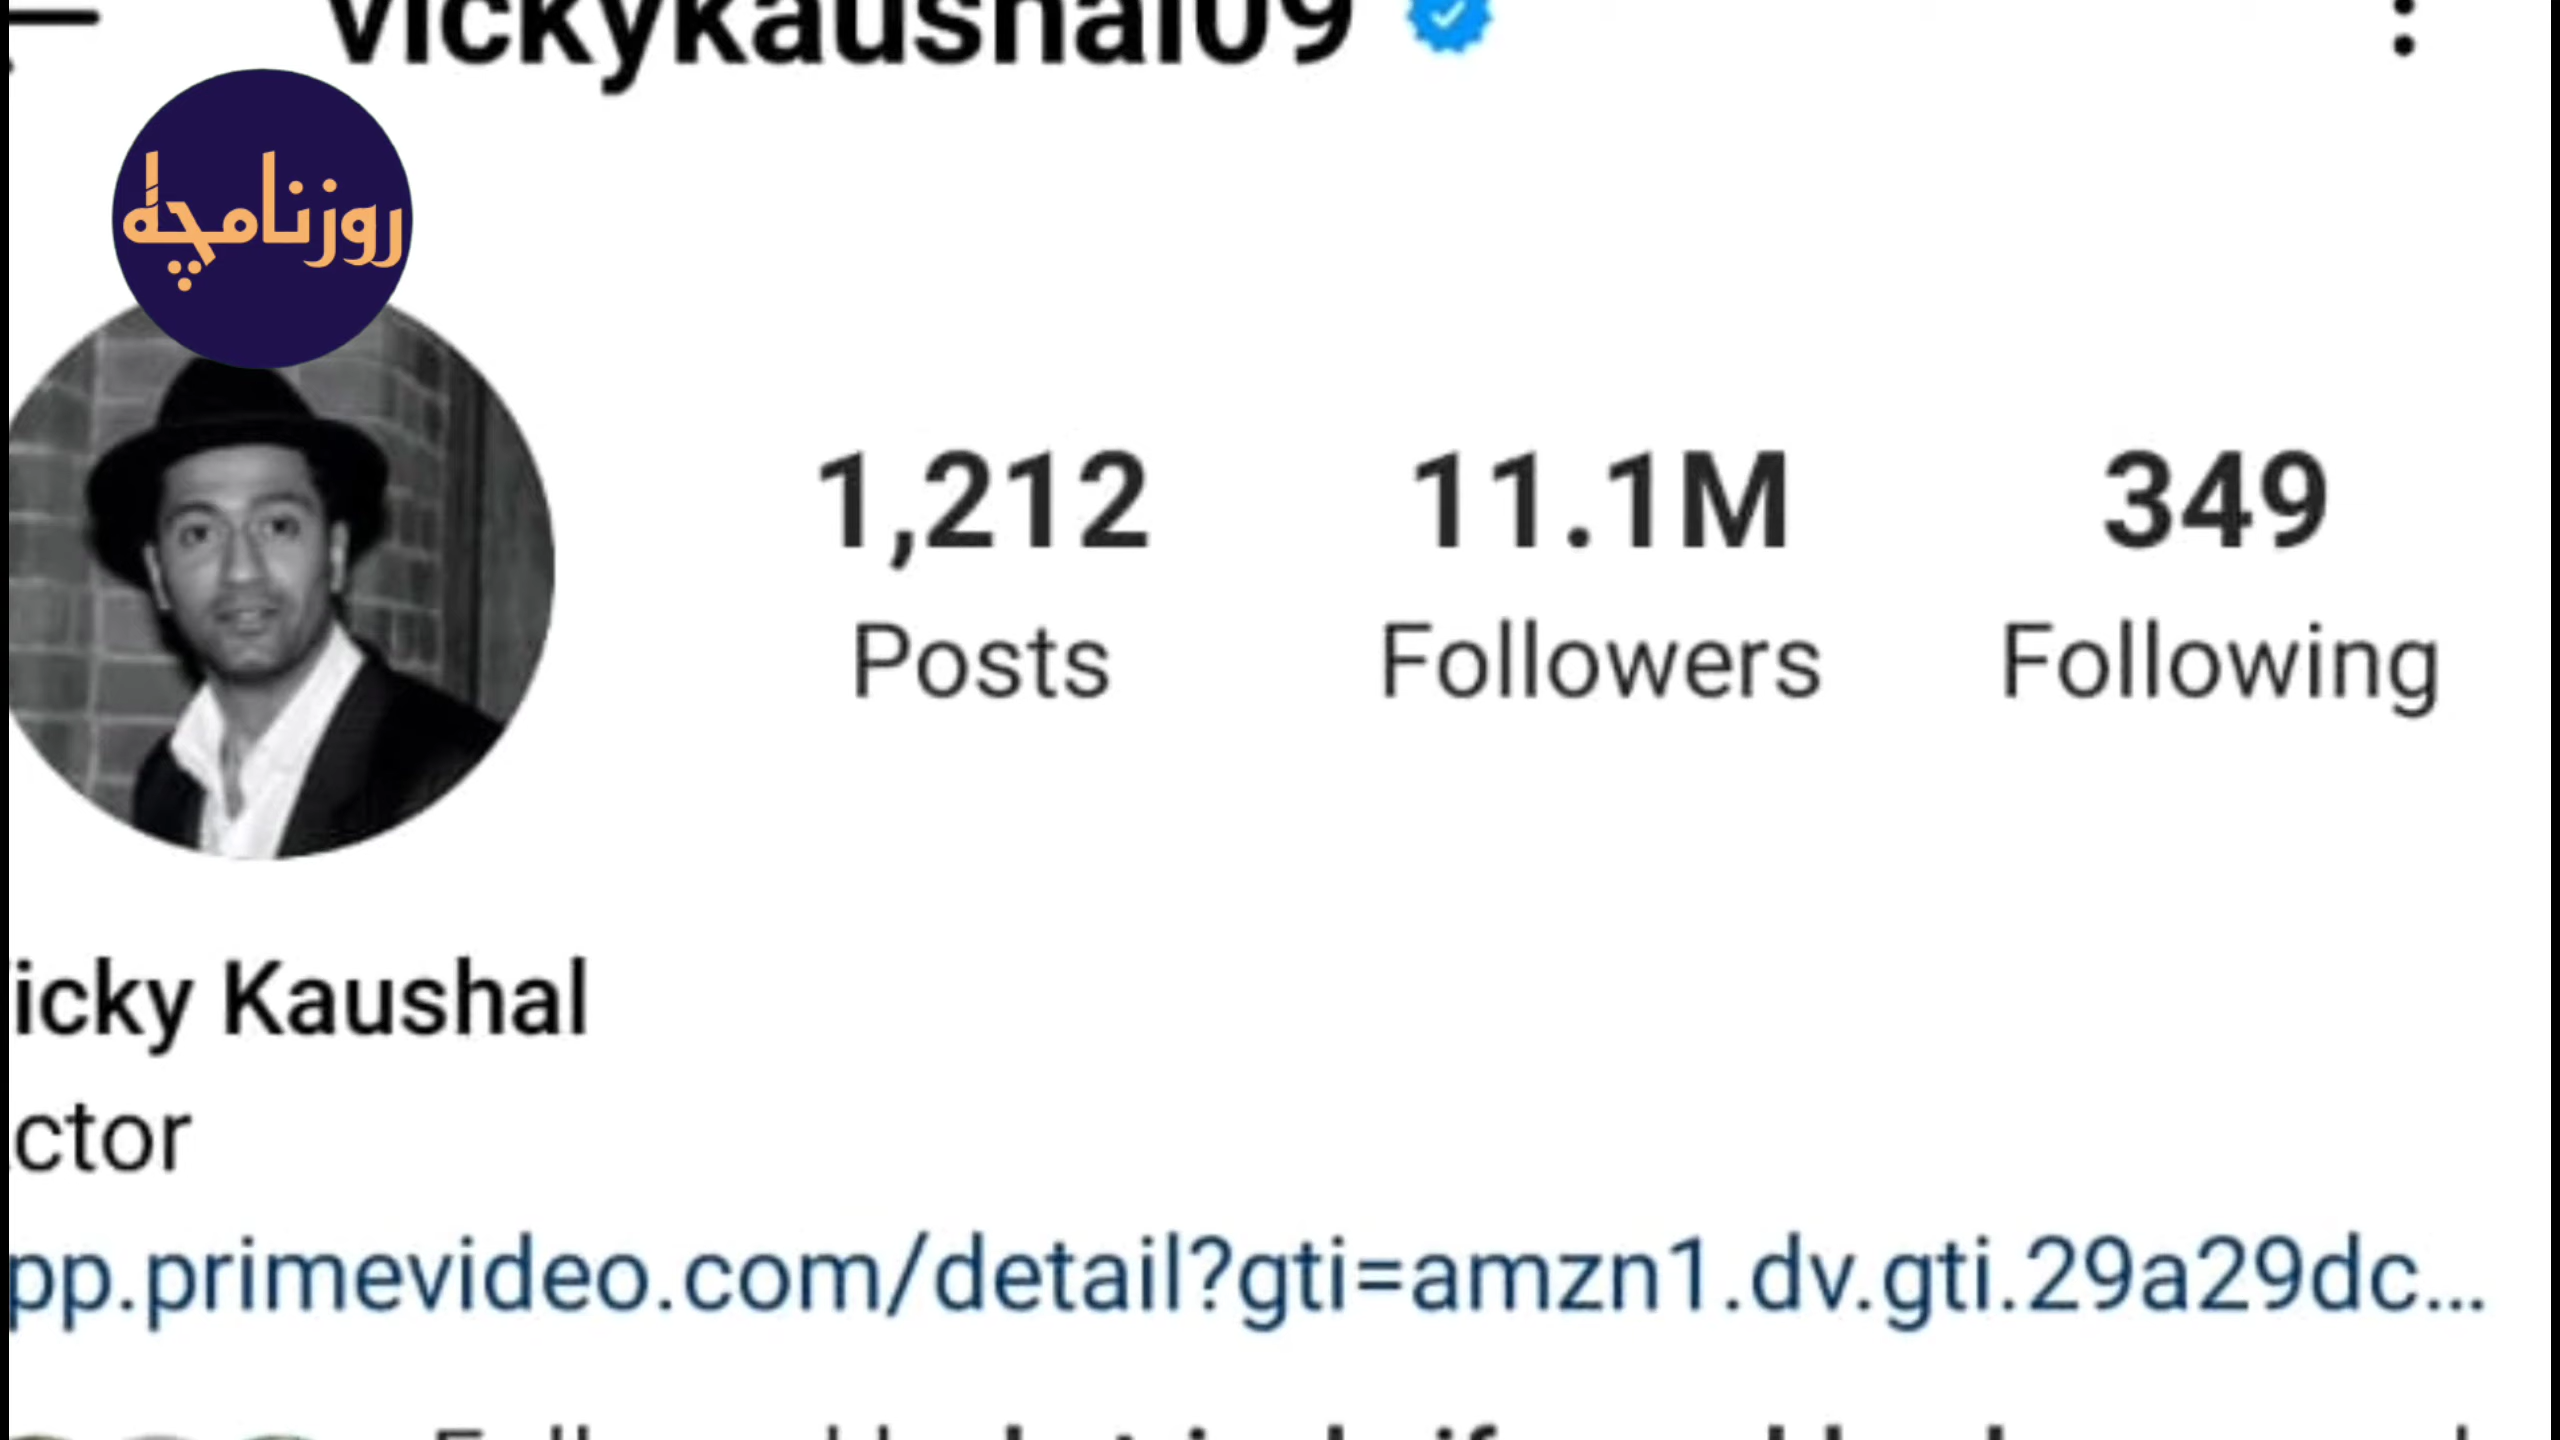 vickykaushal09
روزنامچہ
1,212 11.1M 349
Posts Followers Following
icky Kaushal
ctor
pp.primevideo.com/detail?gti=amzn1.dv.gti.29a29dc...